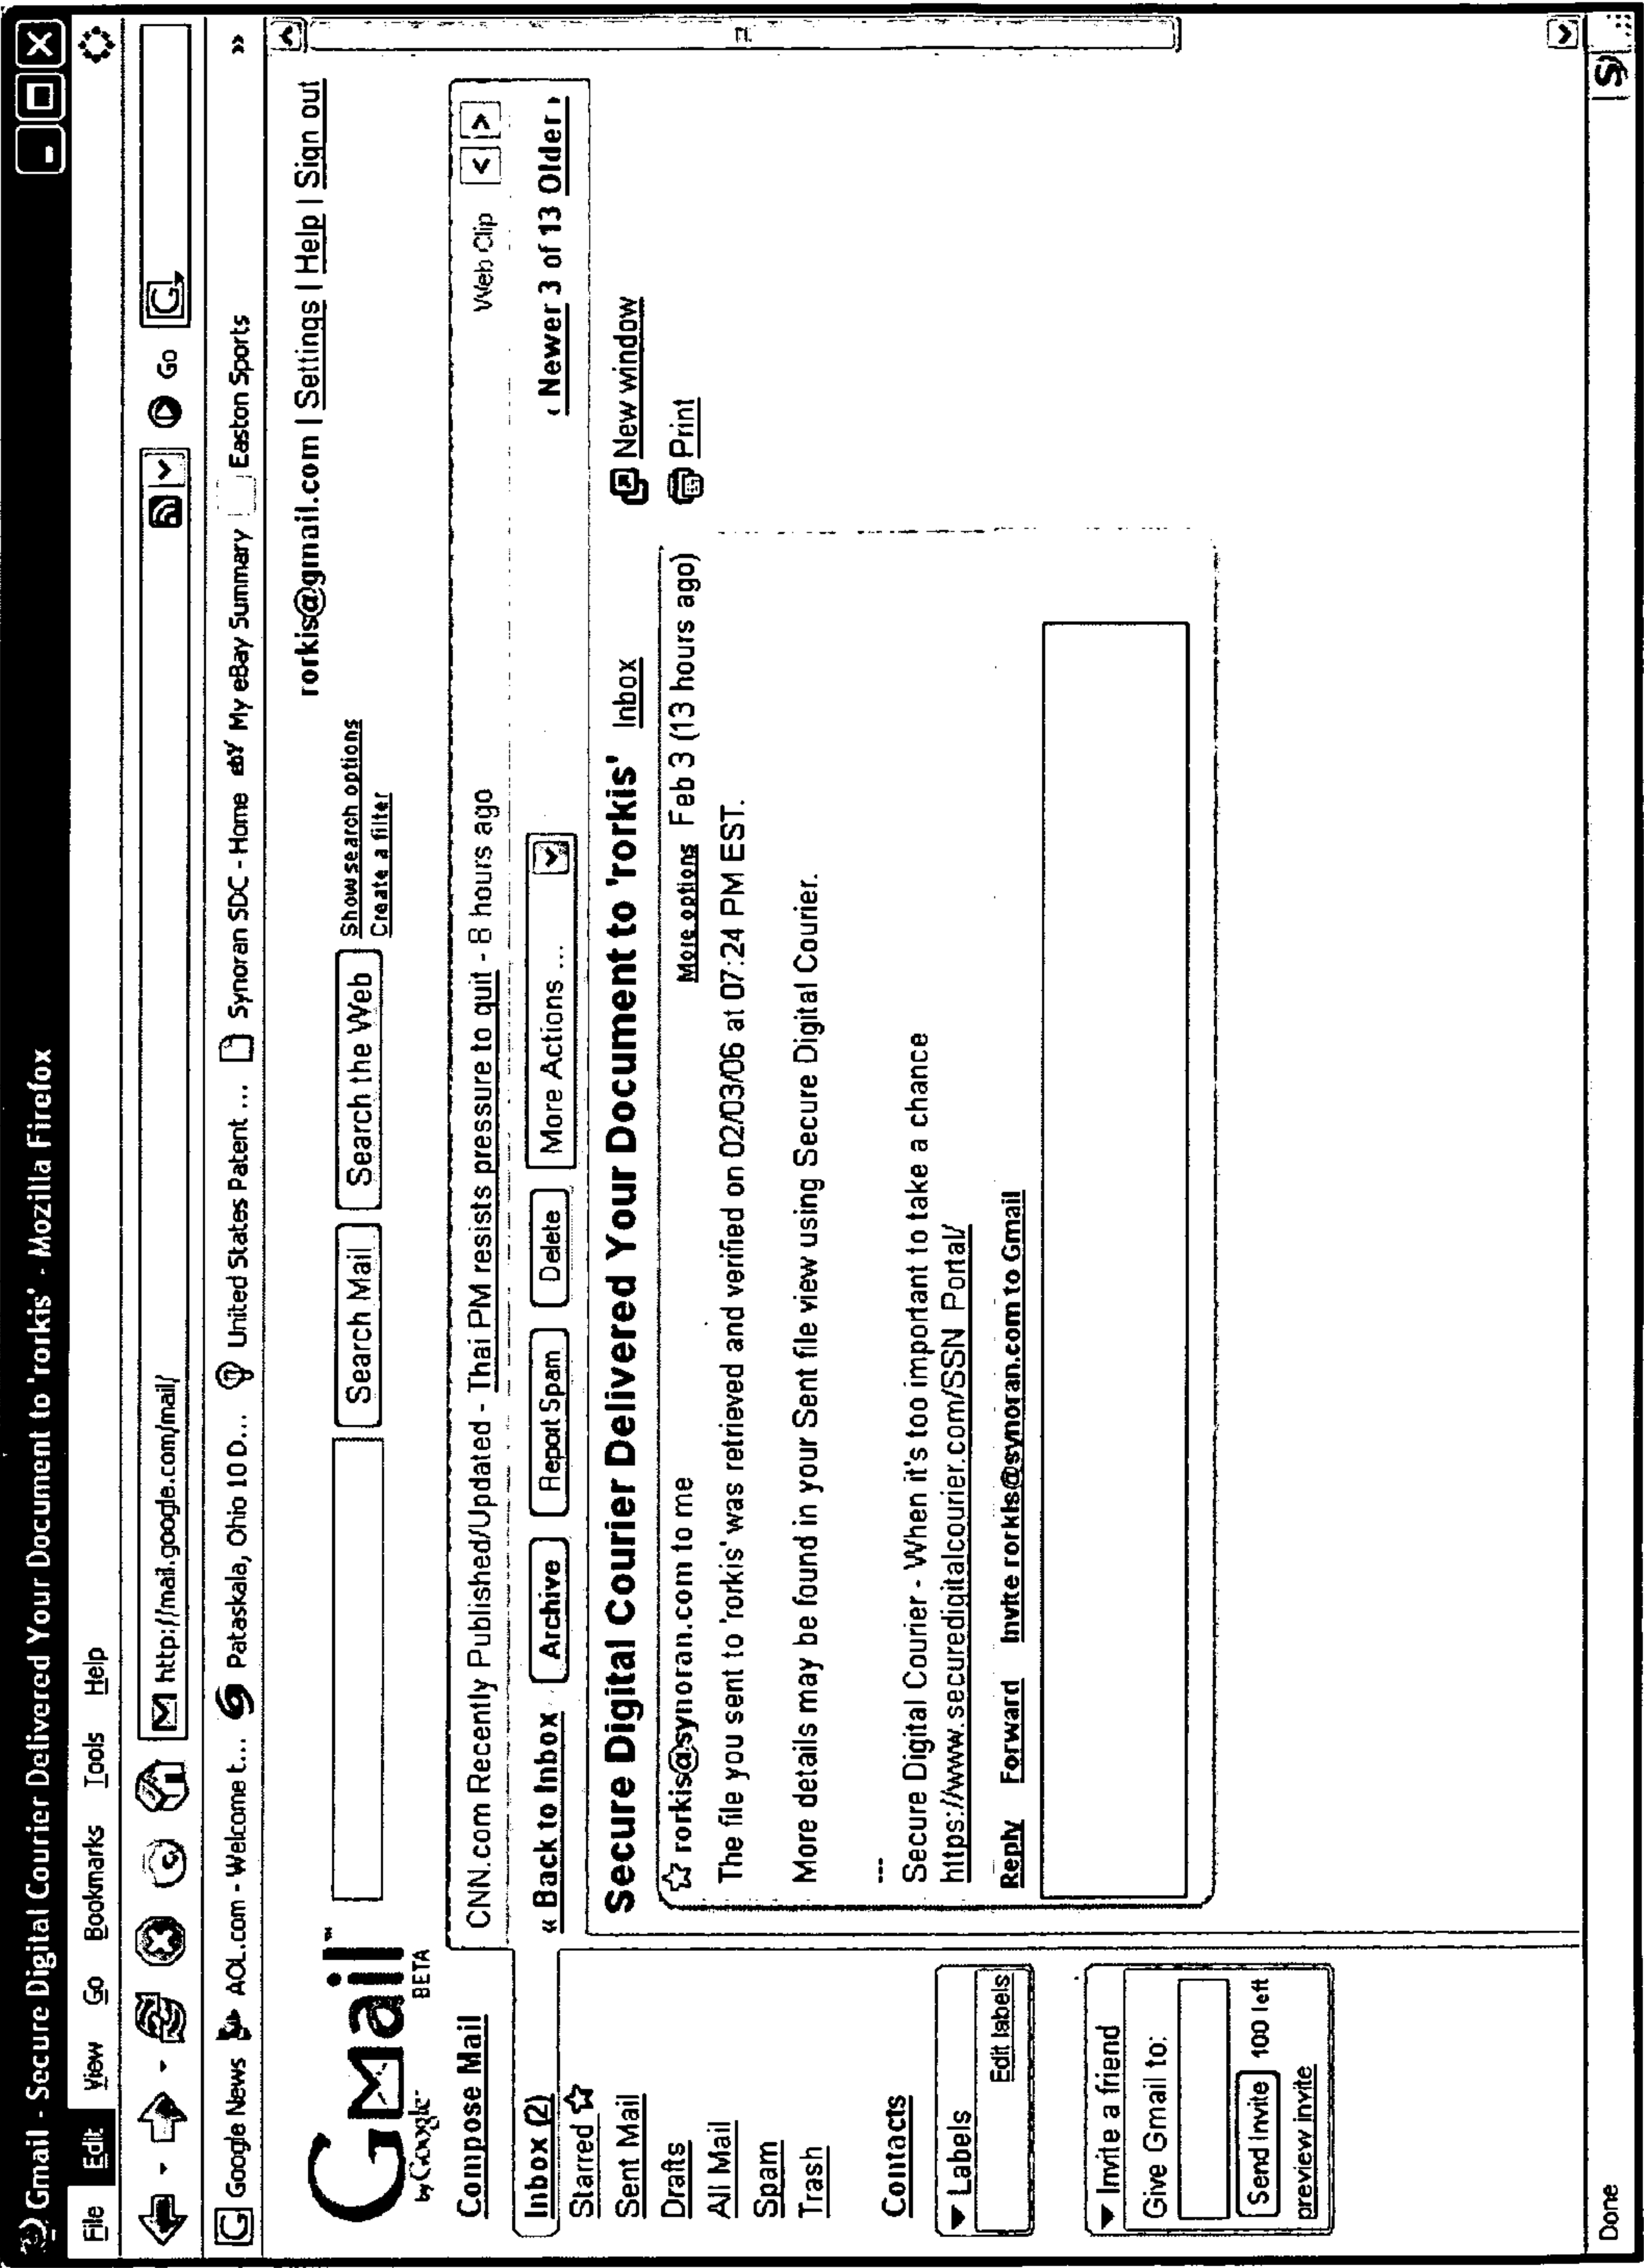 Gmail - Secure Digital Courier Delivered Your Document to 'rorkis' - Mozilla Firefox
File Edit View Go Bookmarks Tools Help
http://mail.google.com/mail/ Go
Google News AOL.com - Welcome t... Pataskala, Ohio 10 D... United States Patent ... Synoran SDC - Home My eBay Summary Easton Sports »
rorkis@gmail.com | Settings | Help | Sign out
Gmail™
by Google BETA
Search Mail Search the Web Show search options
Create a filter
Compose Mail
Inbox (2)
Starred
Sent Mail
Drafts
All Mail
Spam
Trash
Contacts
Labels
Edit labels
Invite a friend
Give Gmail to:
Send Invite 100 left
preview invite
CNN.com Recently Published/Updated - Thai PM resists pressure to quit - 8 hours ago Web Clip < >
« Back to Inbox Archive Report Spam Delete More Actions ... ‹ Newer 3 of 13 Older ›
Secure Digital Courier Delivered Your Document to 'rorkis' Inbox
New window
Print
rorkis@synoran.com to me More options Feb 3 (13 hours ago)
The file you sent to 'rorkis' was retrieved and verified on 02/03/06 at 07:24 PM EST.
More details may be found in your Sent file view using Secure Digital Courier.
---
Secure Digital Courier - When it's too important to take a chance
https://www.securedigitalcourier.com/SSN_Portal/
Reply Forward Invite rorkis@synoran.com to Gmail
Done